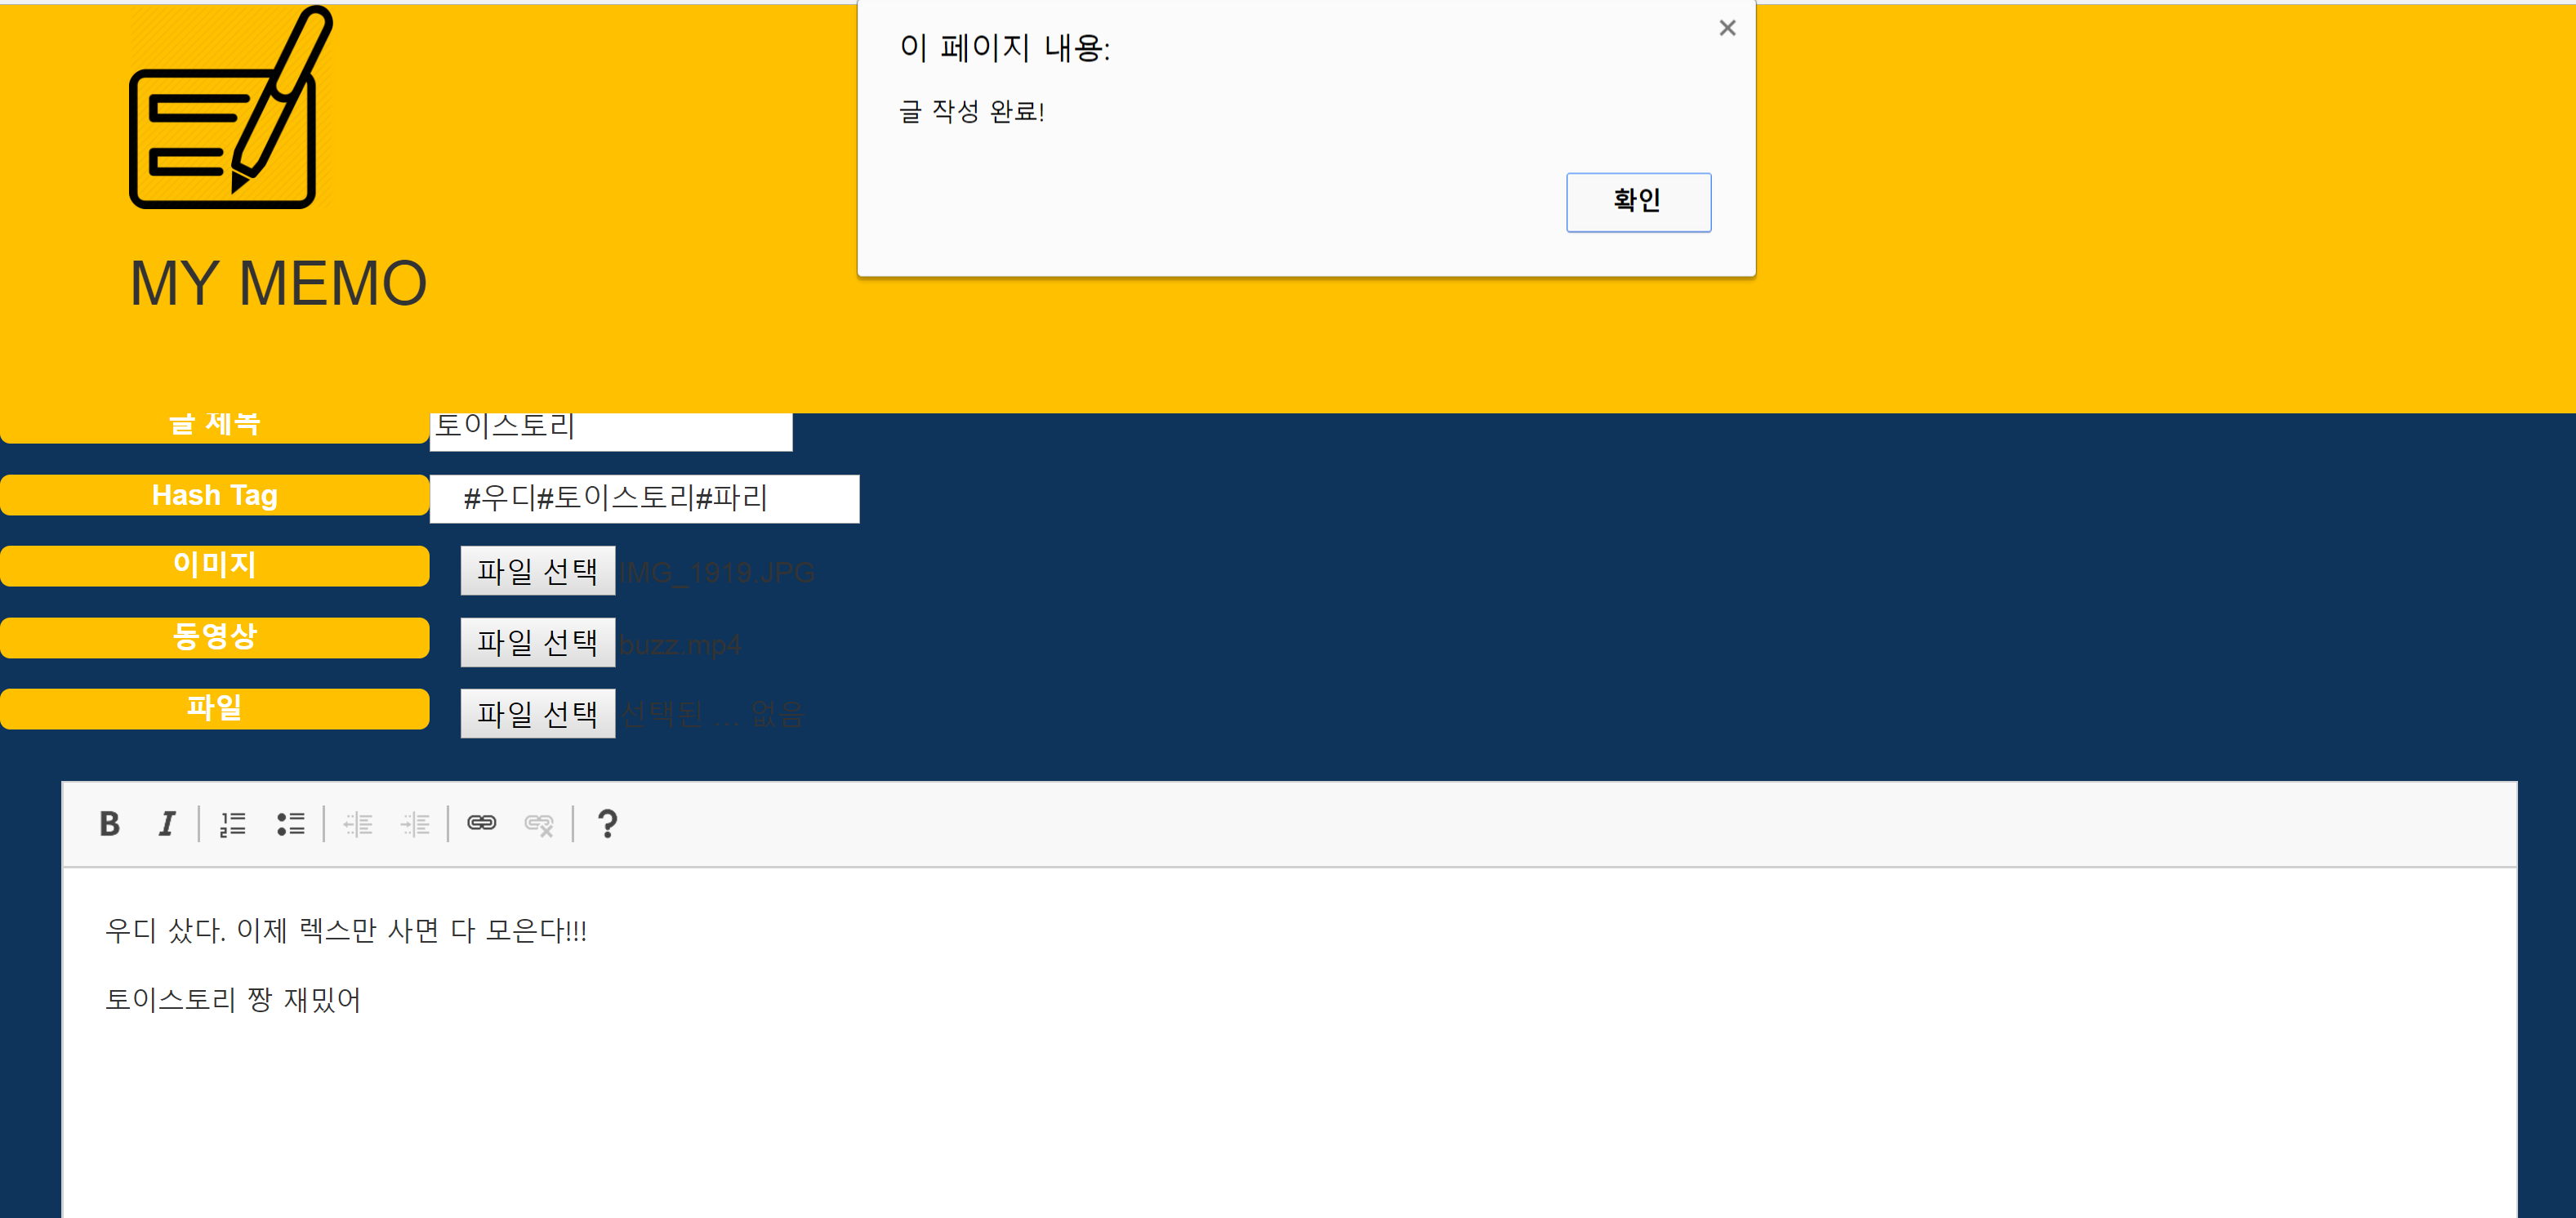 이 페이지 내용:
글 작성 완료!
확인
MY MEMO
글 제목
토이스토리
Hash Tag
#우디#토이스토리#파리
이미지
파일 선택 IMG_1919.JPG
동영상
파일 선택 buzz.mp4
파일
파일 선택 선택된 ... 없음
B I ?
우디 샀다. 이제 렉스만 사면 다 모은다!!!
토이스토리 짱 재밌어